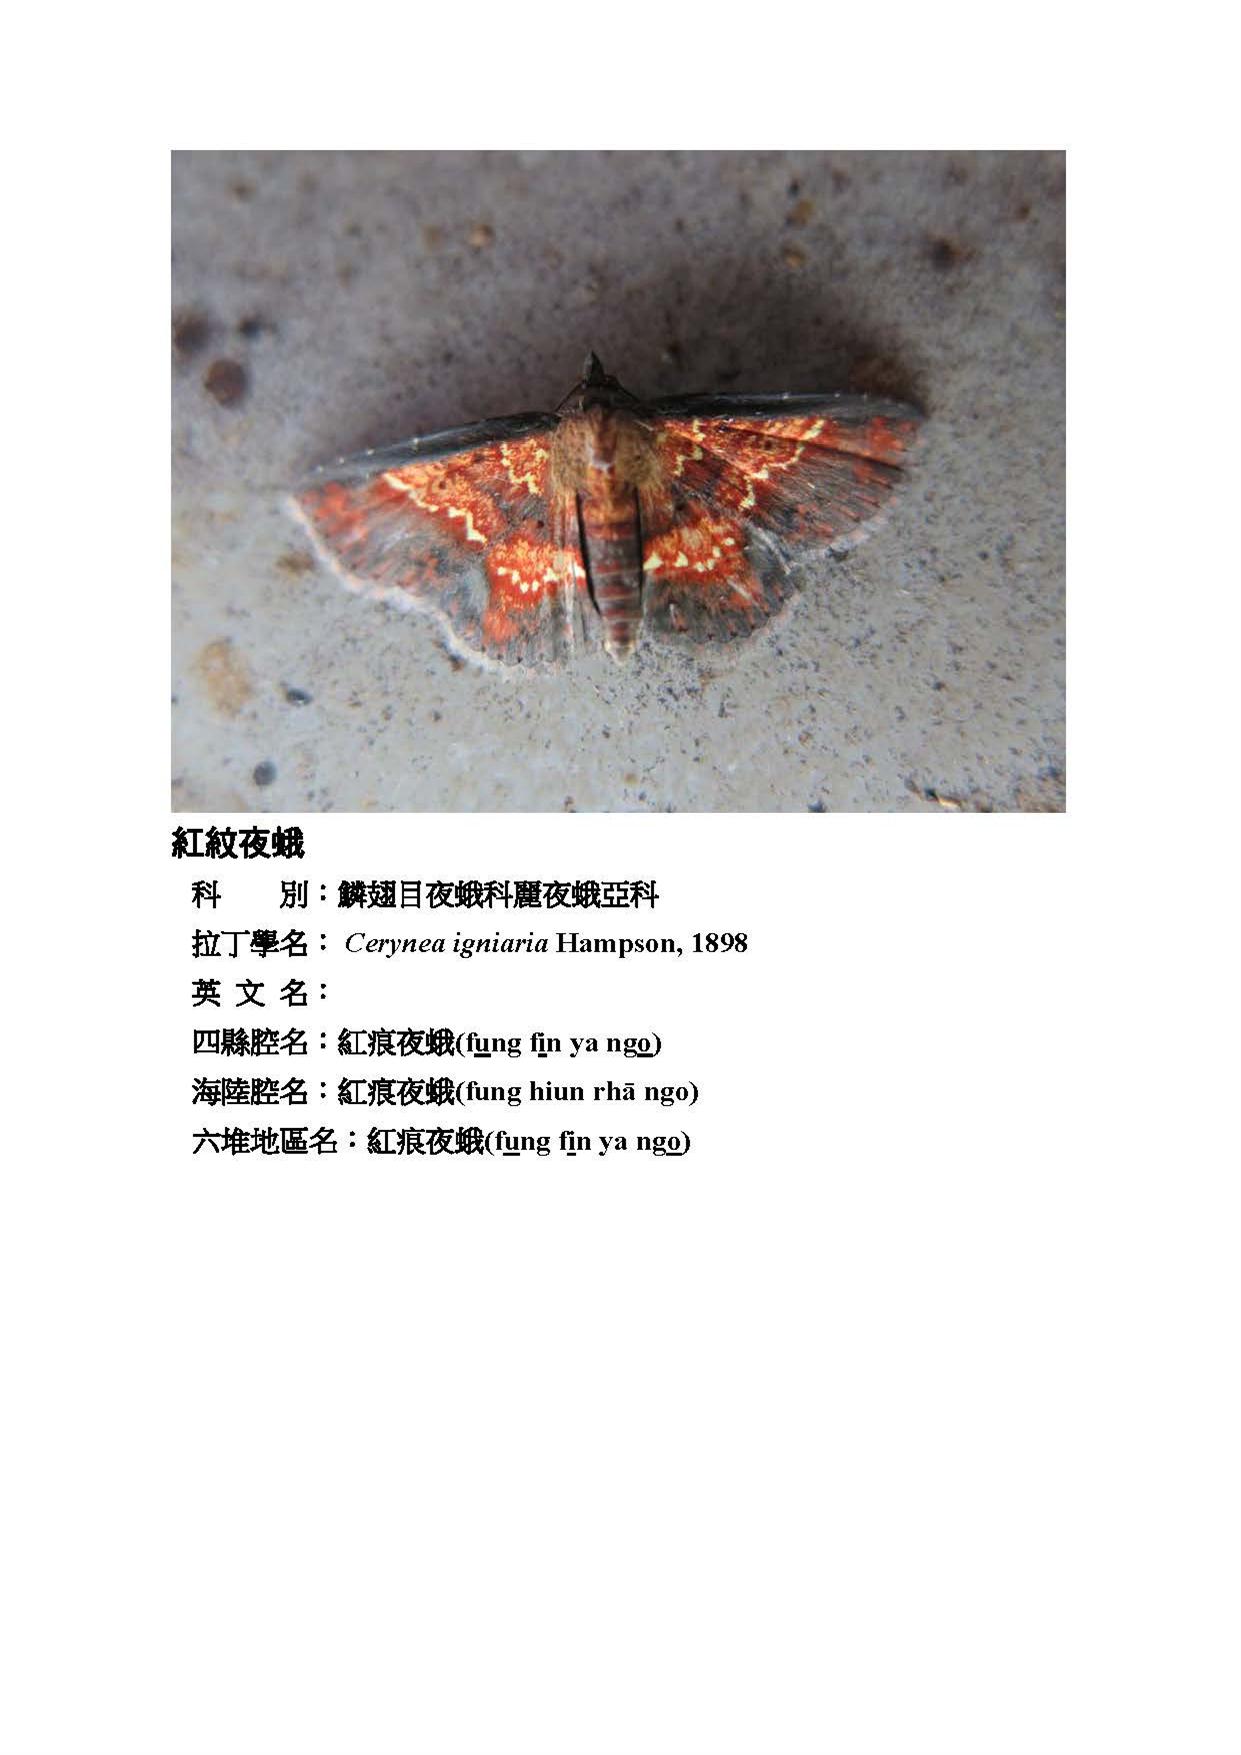 紅紋夜蛾
科　　別：鱗翅目夜蛾科麗夜蛾亞科
拉丁學名： Cerynea igniaria Hampson, 1898
英 文 名：
四縣腔名：紅痕夜蛾(fung fin ya ngo)
海陸腔名：紅痕夜蛾(fung hiun rhā ngo)
六堆地區名：紅痕夜蛾(fung fin ya ngo)